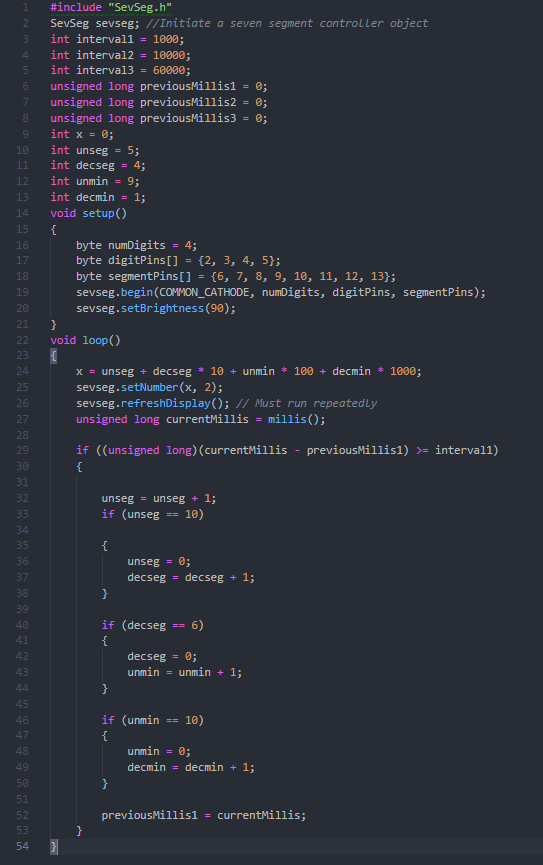 1 #include "SevSeg.h"
2 SevSeg sevseg; //Initiate a seven segment controller object
3 int interval1 = 1000;
4 int interval2 = 10000;
5 int interval3 = 60000;
6 unsigned long previousMillis1 = 0;
7 unsigned long previousMillis2 = 0;
8 unsigned long previousMillis3 = 0;
9 int x = 0;
10 int unseg = 5;
11 int decseg = 4;
12 int unmin = 9;
13 int decmin = 1;
14 void setup()
15 {
16 byte numDigits = 4;
17 byte digitPins[] = {2, 3, 4, 5};
18 byte segmentPins[] = {6, 7, 8, 9, 10, 11, 12, 13};
19 sevseg.begin(COMMON_CATHODE, numDigits, digitPins, segmentPins);
20 sevseg.setBrightness(90);
21 }
22 void loop()
23 {
24 x = unseg + decseg * 10 + unmin * 100 + decmin * 1000;
25 sevseg.setNumber(x, 2);
26 sevseg.refreshDisplay(); // Must run repeatedly
27 unsigned long currentMillis = millis();
28
29 if ((unsigned long)(currentMillis - previousMillis1) >= interval1)
30 {
31
32 unseg = unseg + 1;
33 if (unseg == 10)
34
35 {
36 unseg = 0;
37 decseg = decseg + 1;
38 }
39
40 if (decseg == 6)
41 {
42 decseg = 0;
43 unmin = unmin + 1;
44 }
45
46 if (unmin == 10)
47 {
48 unmin = 0;
49 decmin = decmin + 1;
50 }
51
52 previousMillis1 = currentMillis;
53 }
54 }